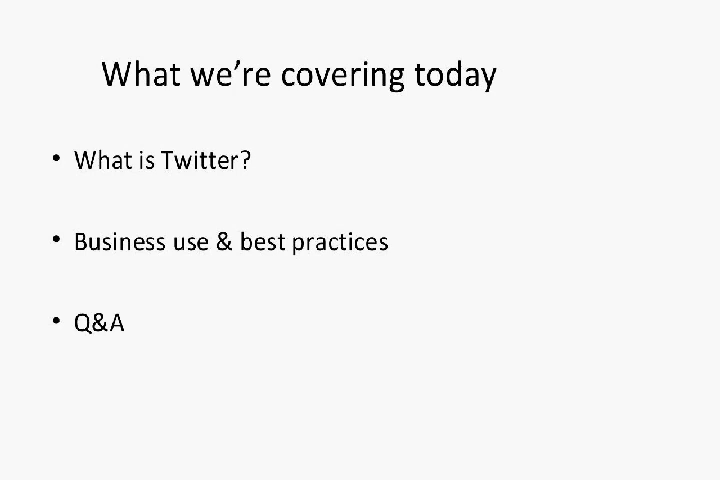 What we’re covering today
• What is Twitter?
• Business use & best practices
• Q&A